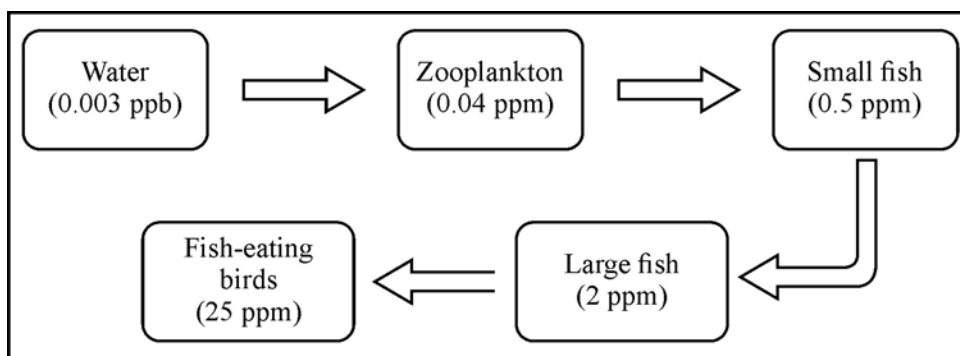 Water
(0.003 ppb)
Zooplankton
(0.04 ppm)
Small fish
(0.5 ppm)
Large fish
(2 ppm)
Fish-eating
birds
(25 ppm)